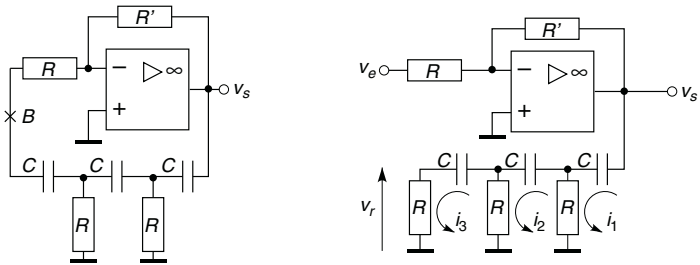 R'
R
− ▷ ∞
+
v_s
B
C C C
R R
R'
v_e R
− ▷ ∞
+
v_s
C C C
v_r R i_3 R i_2 R i_1